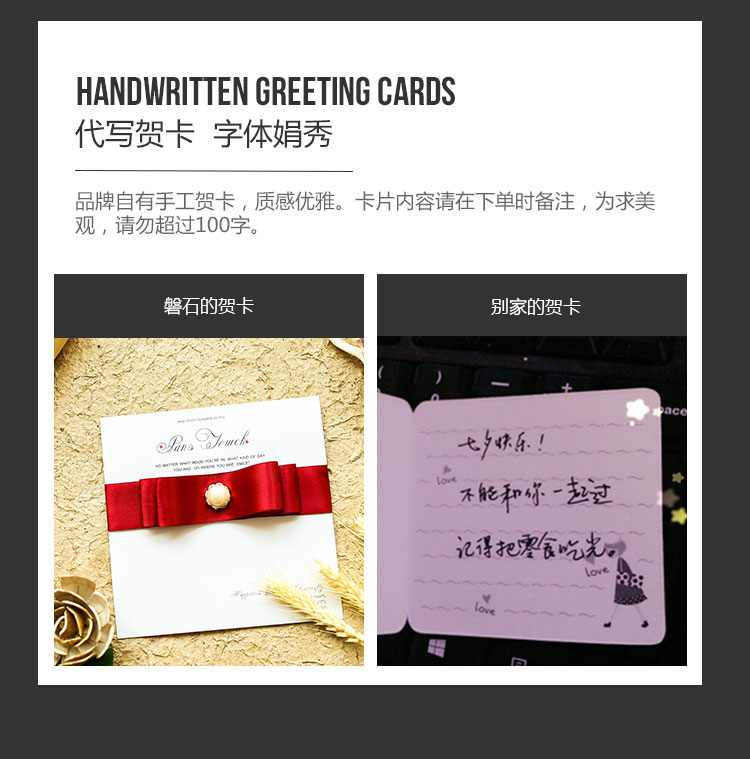 HANDWRITTEN GREETING CARDS
代写贺卡 字体娟秀
品牌自有手工贺卡，质感优雅。卡片内容请在下单时备注，为求美
观，请勿超过100字。
磐石的贺卡
别家的贺卡
Pans Touch
NO MATTER WHAT MOOD YOU'RE IN, WHAT KIND OF DAY
YOU AND, OR WHERE YOU ARE, SMILE!
七夕快乐！
Love
不能和你一起过
记得把零食吃光。
Love
Love